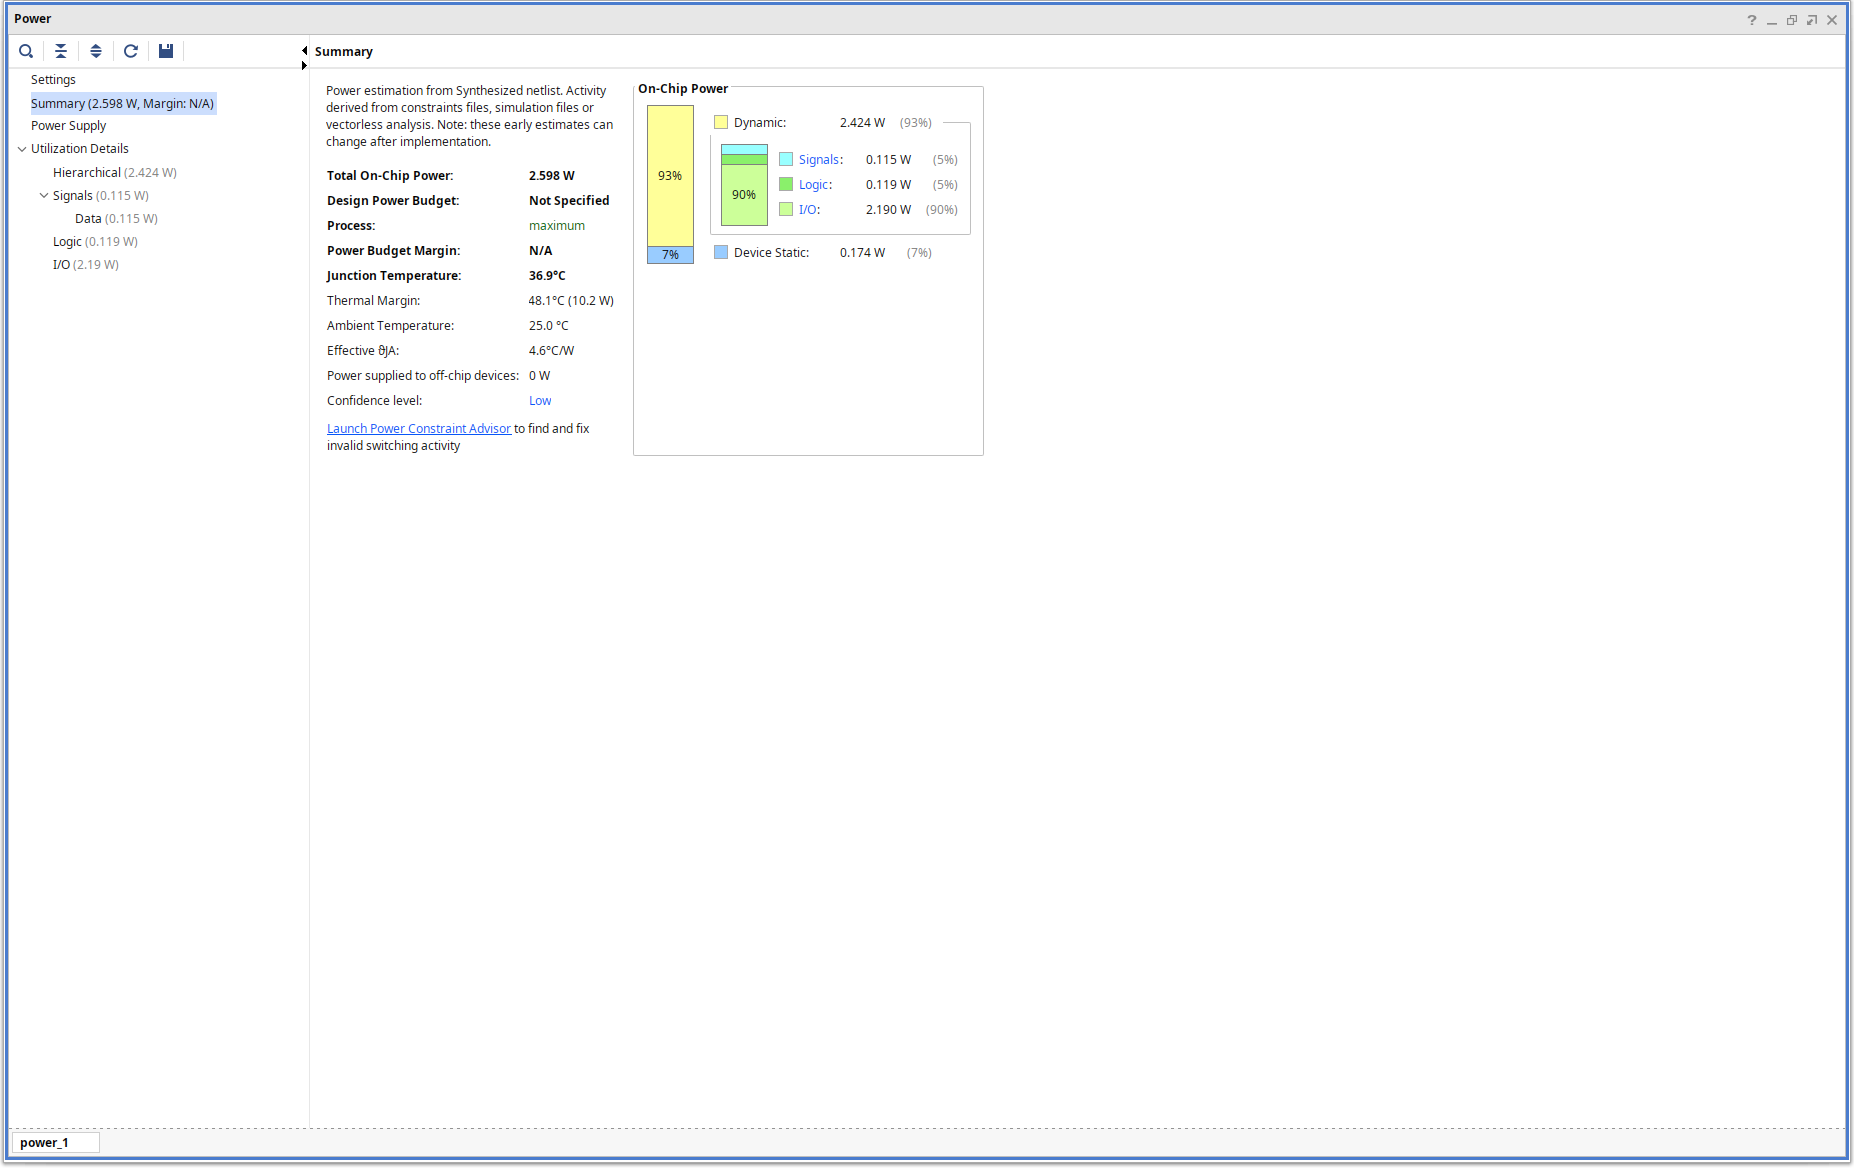 Power
Summary
Settings
Summary (2.598 W, Margin: N/A)
Power Supply
Utilization Details
Hierarchical (2.424 W)
Signals (0.115 W)
Data (0.115 W)
Logic (0.119 W)
I/O (2.19 W)
Power estimation from Synthesized netlist. Activity
derived from constraints files, simulation files or
vectorless analysis. Note: these early estimates can
change after implementation.
Total On-Chip Power: 2.598 W
Design Power Budget: Not Specified
Process: maximum
Power Budget Margin: N/A
Junction Temperature: 36.9°C
Thermal Margin: 48.1°C (10.2 W)
Ambient Temperature: 25.0 °C
Effective ϑJA: 4.6°C/W
Power supplied to off-chip devices: 0 W
Confidence level: Low
Launch Power Constraint Advisor to find and fix
invalid switching activity
On-Chip Power
Dynamic: 2.424 W (93%)
Signals: 0.115 W (5%)
93%
Logic: 0.119 W (5%)
90%
I/O: 2.190 W (90%)
7%
Device Static: 0.174 W (7%)
power_1